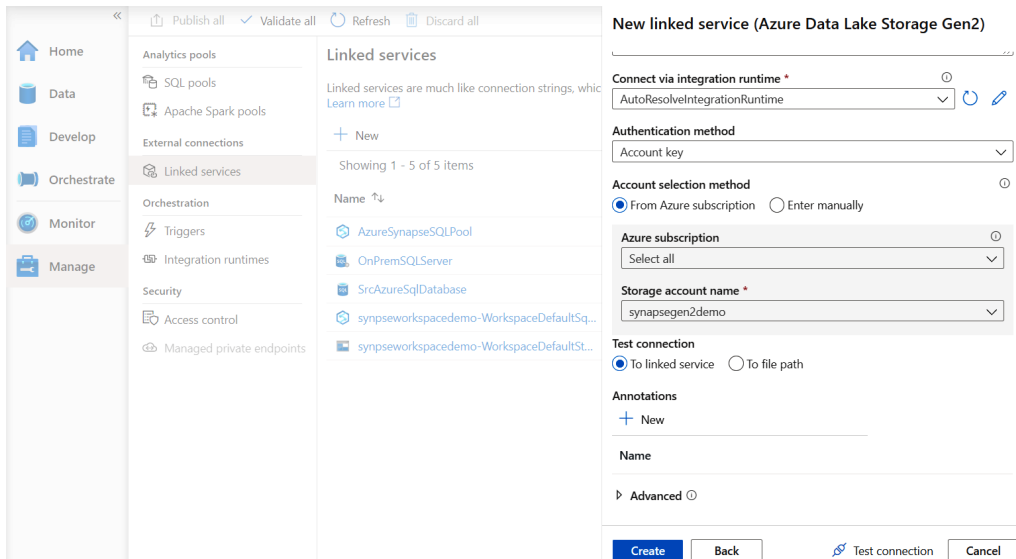 «
Home
Data
Develop
Orchestrate
Monitor
Manage
Publish all Validate all Refresh Discard all
Analytics pools
SQL pools
Apache Spark pools
External connections
Linked services
Orchestration
Triggers
Integration runtimes
Security
Access control
Managed private endpoints
Linked services
Linked services are much like connection strings, whic
Learn more
New
Showing 1 - 5 of 5 items
Name
AzureSynapseSQLPool
OnPremSQLServer
SrcAzureSqlDatabase
synpseworkspacedemo-WorkspaceDefaultSq...
synpseworkspacedemo-WorkspaceDefaultSt...
New linked service (Azure Data Lake Storage Gen2)
Connect via integration runtime *
AutoResolveIntegrationRuntime
Authentication method
Account key
Account selection method
From Azure subscription Enter manually
Azure subscription
Select all
Storage account name *
synapsegen2demo
Test connection
To linked service To file path
Annotations
New
Name
Advanced
Create Back Test connection Cancel